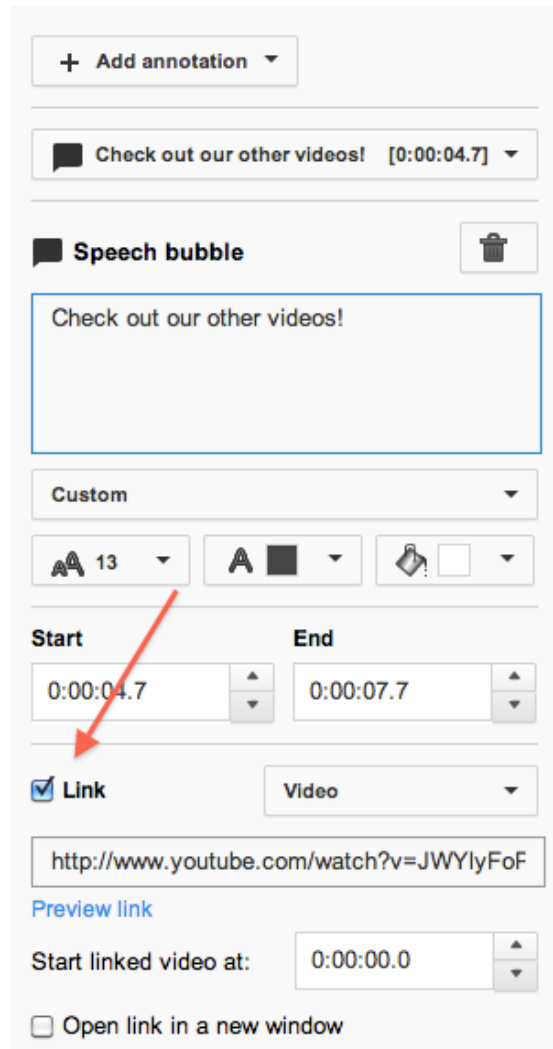 + Add annotation
Check out our other videos! [0:00:04.7]
Speech bubble
Check out our other videos!
Custom
AA 13 A
Start End
0:00:04.7 0:00:07.7
Link Video
http://www.youtube.com/watch?v=JWYlyFoF
Preview link
Start linked video at: 0:00:00.0
Open link in a new window